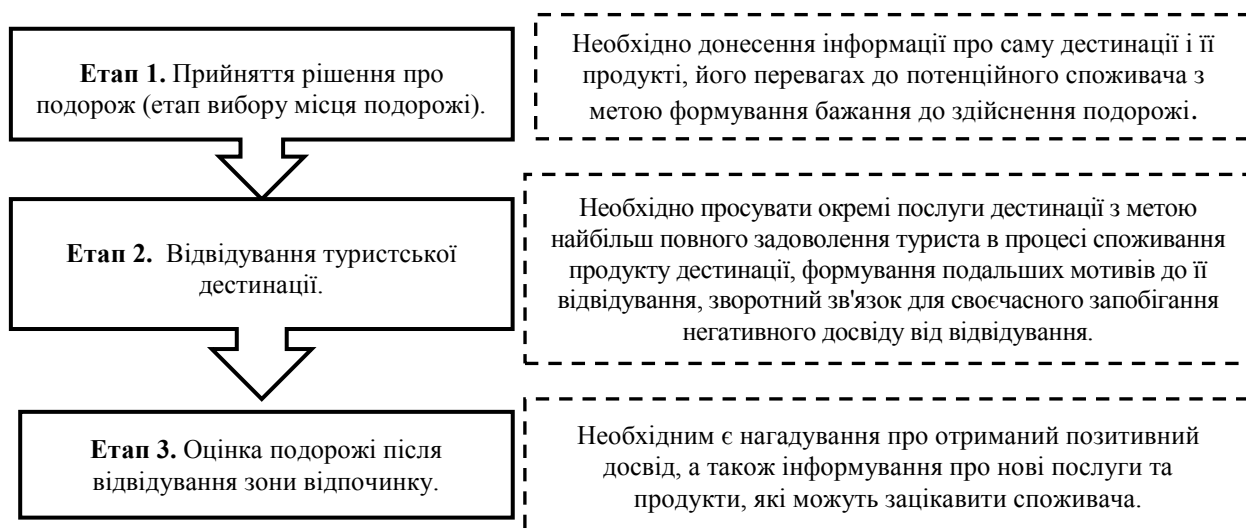 Етап 1. Прийняття рішення про
подорож (етап вибору місця подорожі).
Необхідно донесення інформації про саму дестинації і її
продукті, його перевагах до потенційного споживача з
метою формування бажання до здійснення подорожі.
Етап 2. Відвідування туристської
дестинації.
Необхідно просувати окремі послуги дестинації з метою
найбільш повного задоволення туриста в процесі споживання
продукту дестинації, формування подальших мотивів до її
відвідування, зворотний зв'язок для своєчасного запобігання
негативного досвіду від відвідування.
Етап 3. Оцінка подорожі після
відвідування зони відпочинку.
Необхідним є нагадування про отриманий позитивний
досвід, а також інформування про нові послуги та
продукти, які можуть зацікавити споживача.